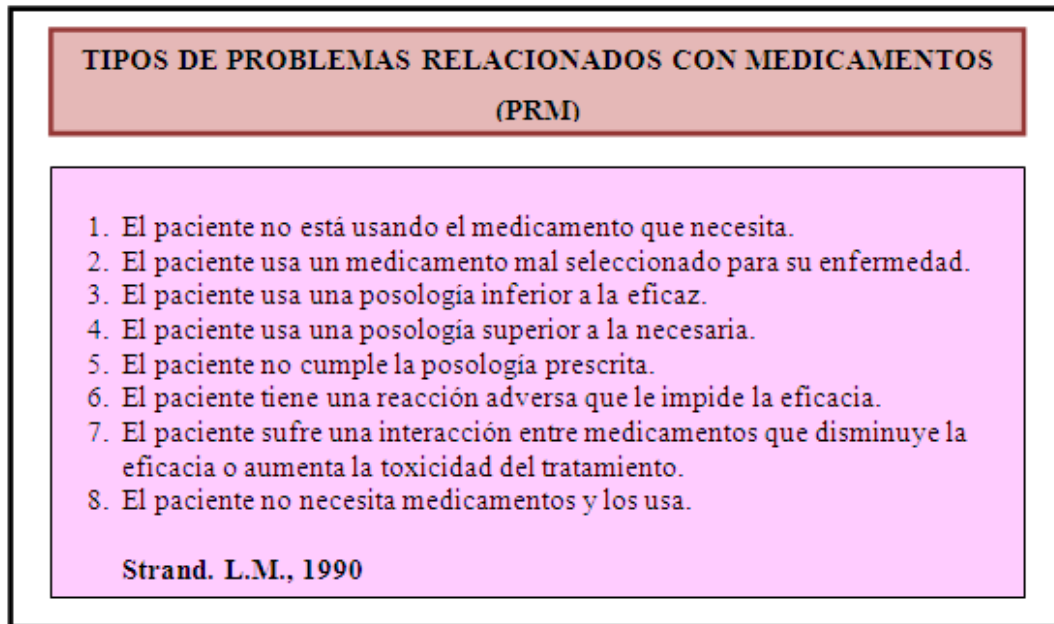 TIPOS DE PROBLEMAS RELACIONADOS CON MEDICAMENTOS
(PRM)
1. El paciente no está usando el medicamento que necesita.
2. El paciente usa un medicamento mal seleccionado para su enfermedad.
3. El paciente usa una posología inferior a la eficaz.
4. El paciente usa una posología superior a la necesaria.
5. El paciente no cumple la posología prescrita.
6. El paciente tiene una reacción adversa que le impide la eficacia.
7. El paciente sufre una interacción entre medicamentos que disminuye la
eficacia o aumenta la toxicidad del tratamiento.
8. El paciente no necesita medicamentos y los usa.
Strand. L.M., 1990